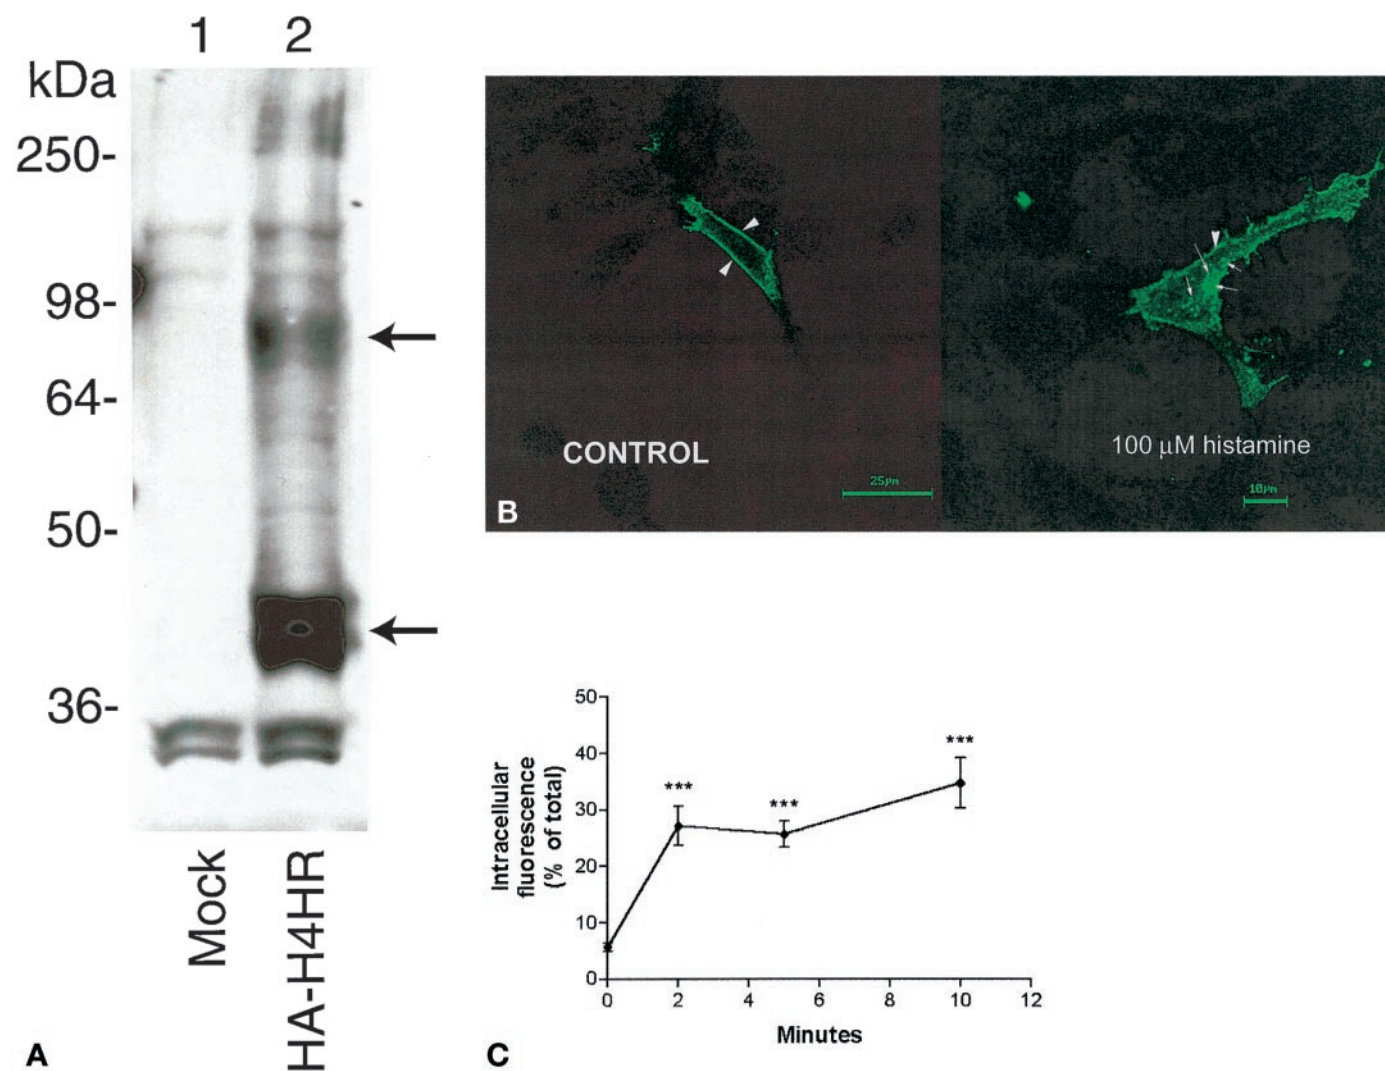 1 2
kDa
250-
98-
64-
50-
36-
Mock
HA-H4HR
A
CONTROL
25µm
B
100 µM histamine
10µm
50
40
30
20
10
0
0 2 4 6 8 10 12
***
***
***
Intracellular
fluorescence
(% of total)
Minutes
C